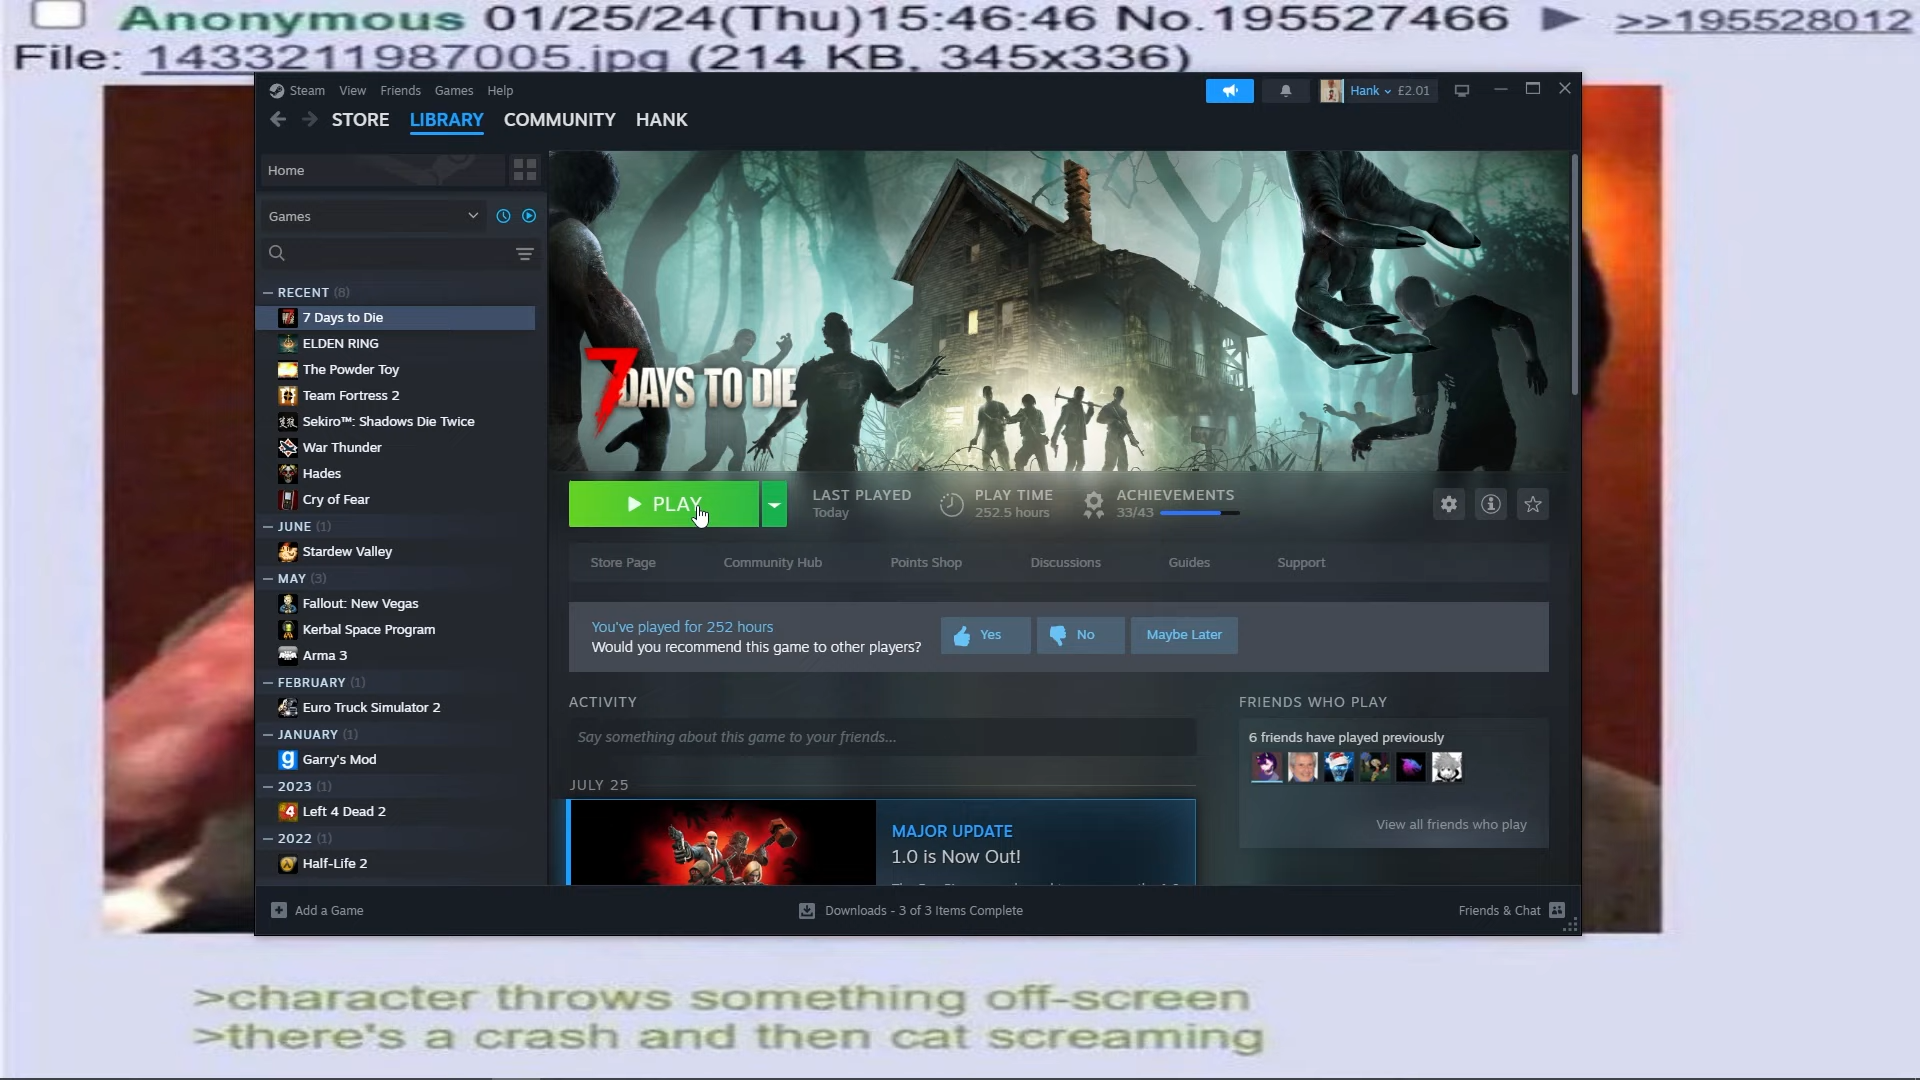 Anonymous 01/25/24(Thu)15:46:46 No.195527466 ▶ >>195528012
File: 1433211987005.jpg (214 KB, 345x336)
Steam View Friends Games Help
Hank £2.01
STORE LIBRARY COMMUNITY HANK
Home
Games
RECENT (8)
7 Days to Die
ELDEN RING
The Powder Toy
Team Fortress 2
Sekiro™: Shadows Die Twice
War Thunder
Hades
Cry of Fear
JUNE (1)
Stardew Valley
MAY (3)
Fallout: New Vegas
Kerbal Space Program
Arma 3
FEBRUARY (1)
Euro Truck Simulator 2
JANUARY (1)
Garry's Mod
2023 (1)
Left 4 Dead 2
2022 (1)
Half-Life 2
7 DAYS TO DIE
PLAY
LAST PLAYED
Today
PLAY TIME
252.5 hours
ACHIEVEMENTS
33/43
Store Page Community Hub Points Shop Discussions Guides Support
You've played for 252 hours
Would you recommend this game to other players?
Yes No Maybe Later
ACTIVITY
Say something about this game to your friends...
JULY 25
MAJOR UPDATE
1.0 is Now Out!
FRIENDS WHO PLAY
6 friends have played previously
View all friends who play
Add a Game
Downloads - 3 of 3 Items Complete
Friends & Chat
>character throws something off-screen
>there's a crash and then cat screaming